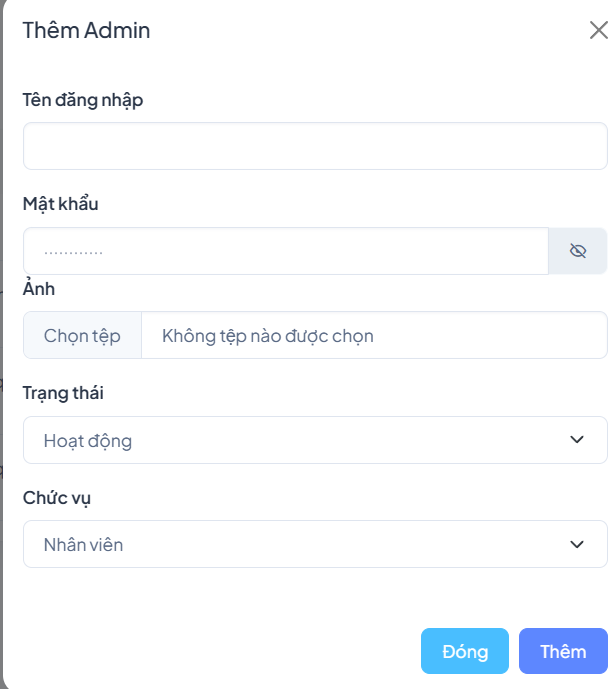 Thêm Admin
Tên đăng nhập
Mật khẩu
............
Ảnh
Chọn tệp Không tệp nào được chọn
Trạng thái
Hoạt động
Chức vụ
Nhân viên
Đóng Thêm